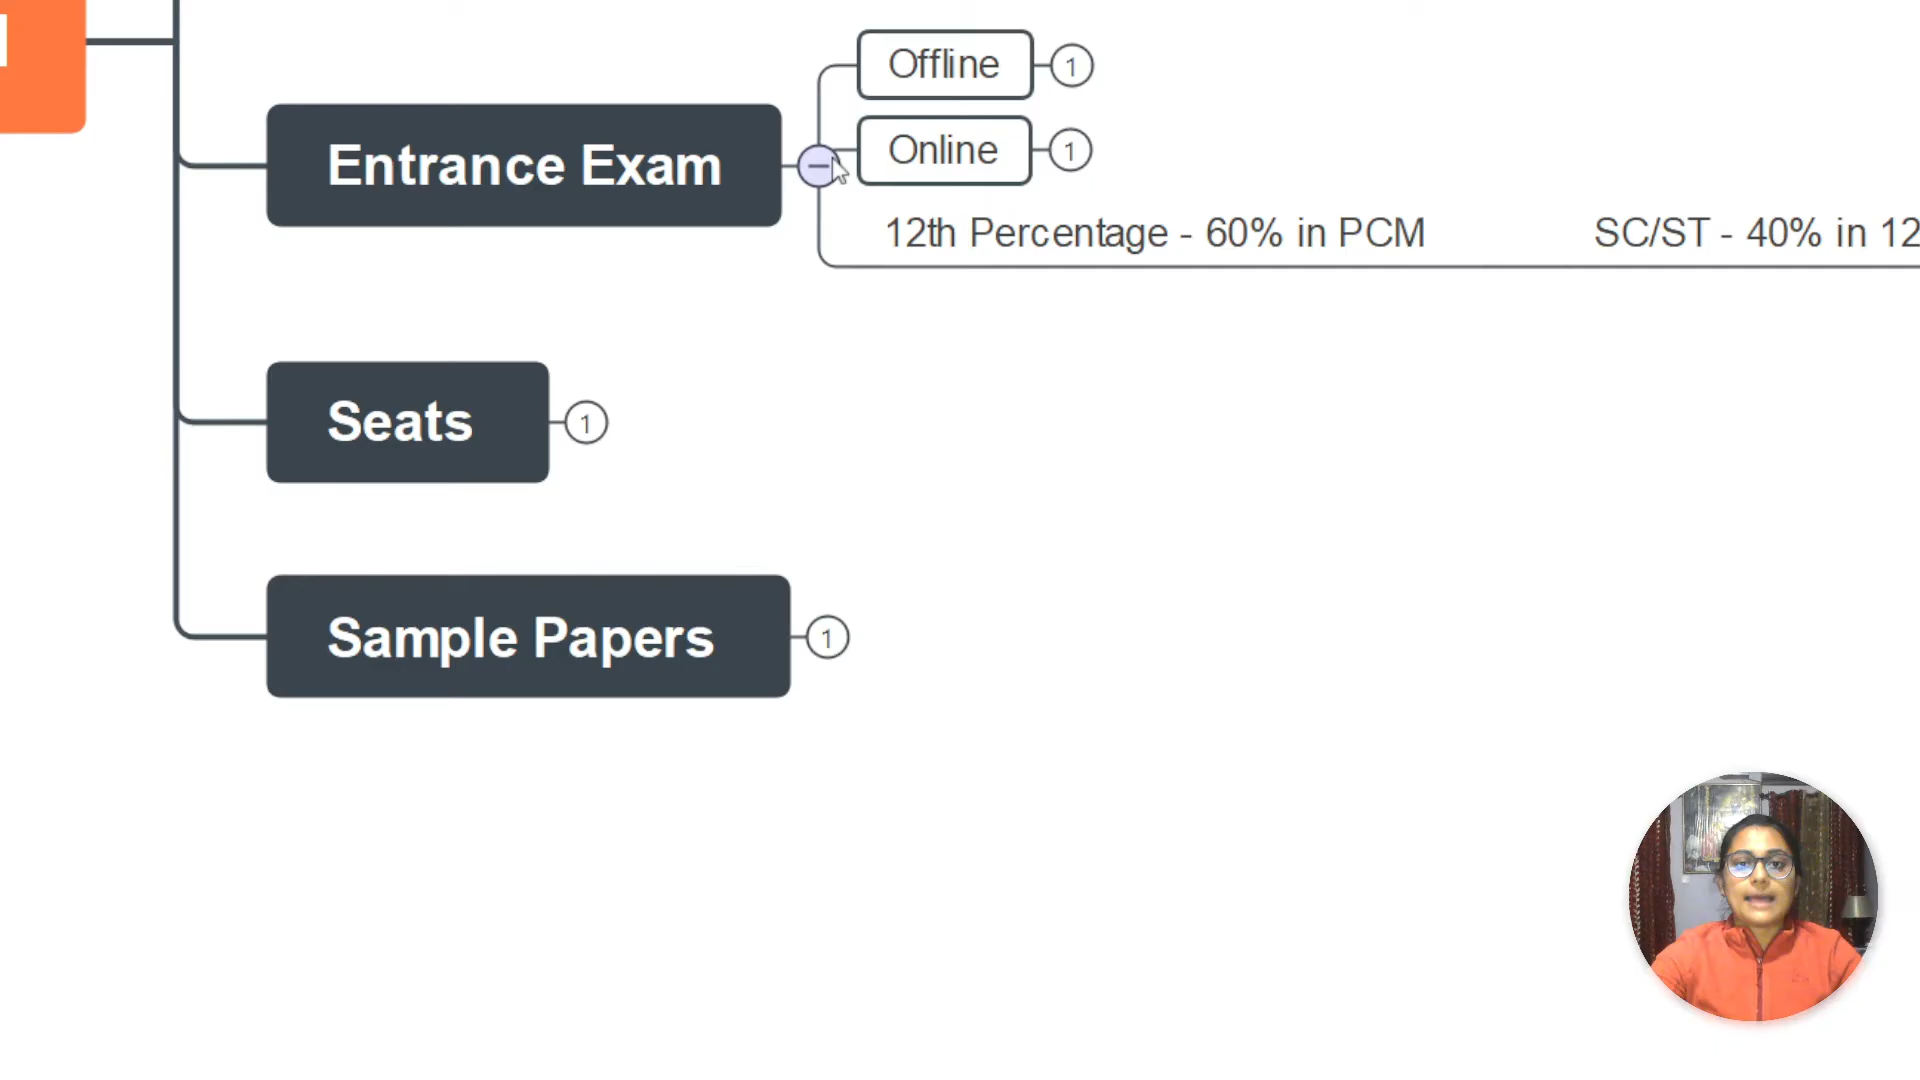 Offline
1
Entrance Exam
Online
1
12th Percentage - 60% in PCM SC/ST - 40% in 12
Seats
1
Sample Papers
1